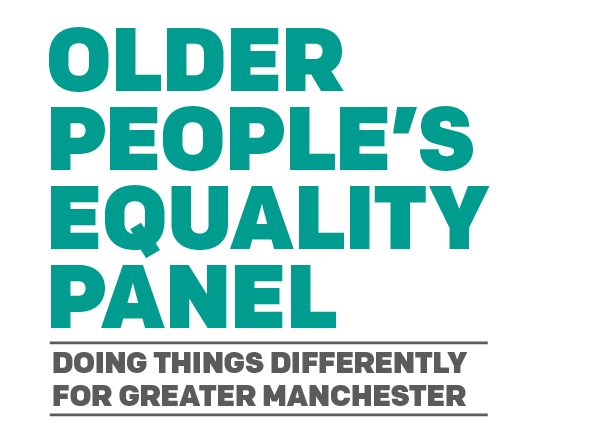 OLDER
PEOPLE’S
EQUALITY
PANEL
DOING THINGS DIFFERENTLY
FOR GREATER MANCHESTER